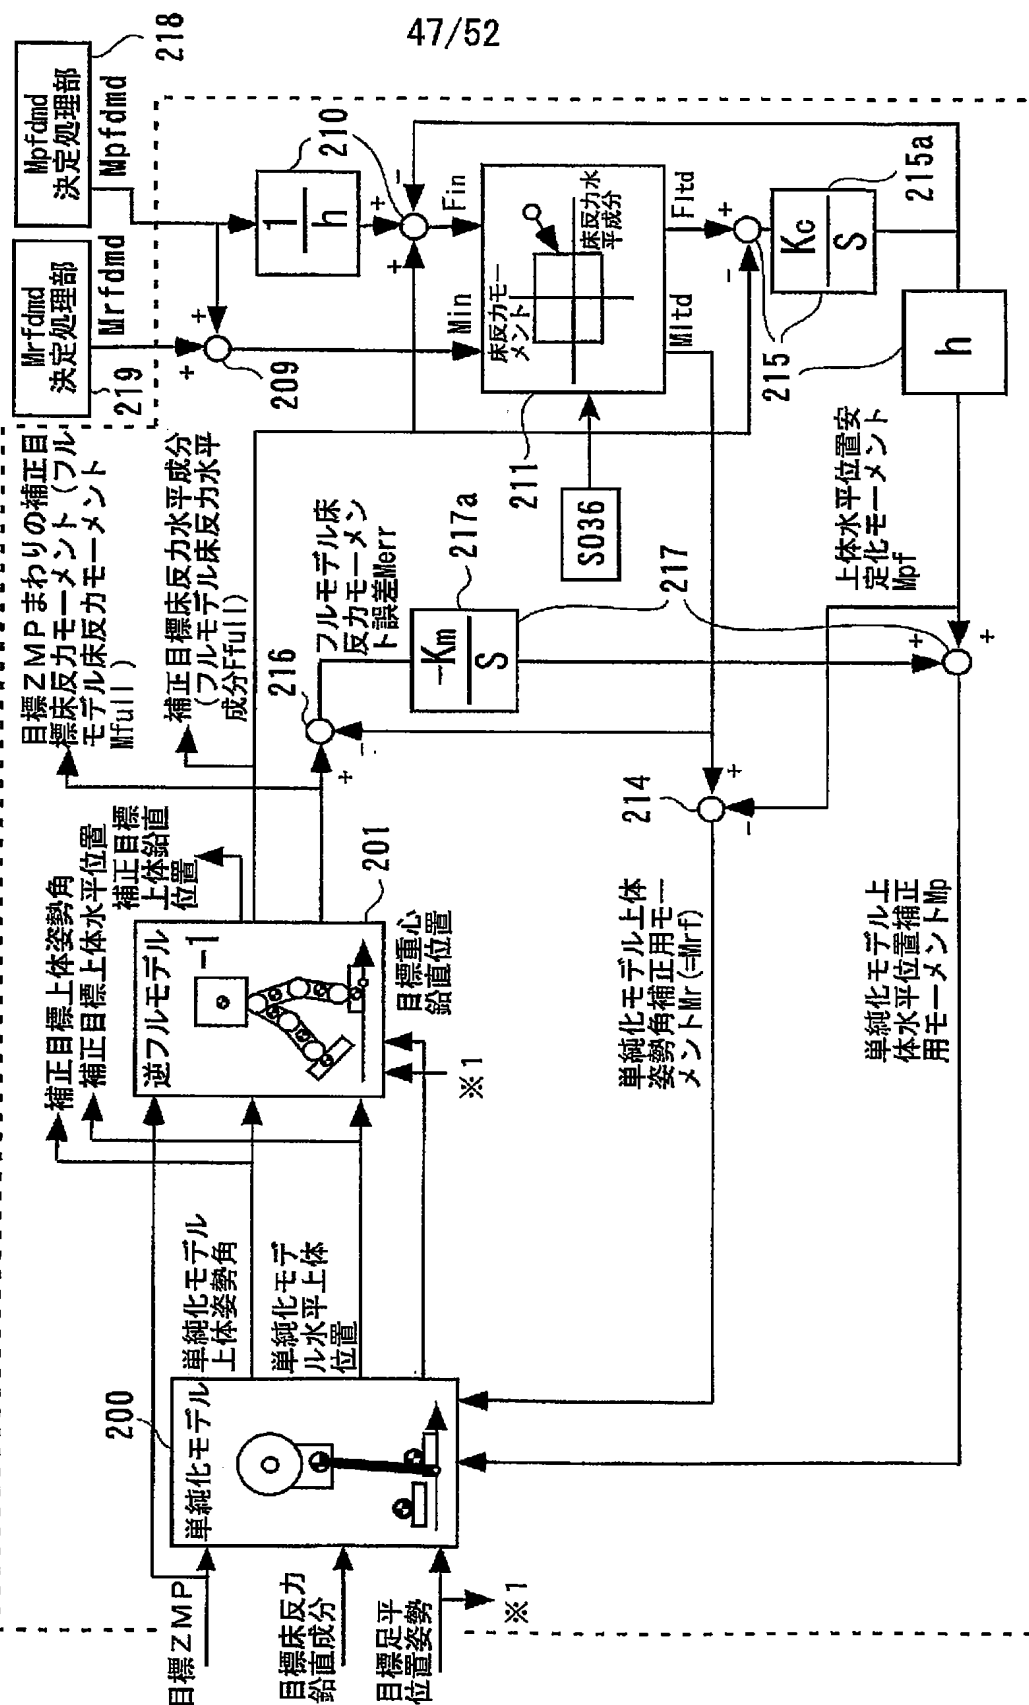 47/52
Mpfdmd
決定処理部
218
Mpfdmd
Mrfdmd
決定処理部
219
Mrfdmd
1
h
210
+
+
209
+
+
-
Fin
Min
床反力モー
メント
床反力水
平成分
211
S036
Fltd
Mltd
+
-
Kc
S
215
215a
h
目標ZMPまわりの補正目
標床反力モーメント(フル
モデル床反力モーメント
Mfull)
補正目標床反力水平成分
(フルモデル床反力水平
成分Ffull)
フルモデル床
反力モーメン
ト誤差Merr
216
+
-
-Km
S
217a
217
上体水平位置安
定化モーメント
Mpf
+
+
214
+
-
補正目標上体姿勢角
補正目標上体水平位置
補正目標
上体鉛直
位置
逆フルモデル
-1
201
目標重心
鉛直位置
※1
単純化モデル上体
姿勢角補正用モー
メントMr(=Mrf)
単純化モデル上
体水平位置補正
用モーメントMp
単純化モデル
上体姿勢角
単純化モデ
ル水平上体
位置
200
単純化モデル
目標ZMP
目標床反力
鉛直成分
目標足平
位置姿勢
※1